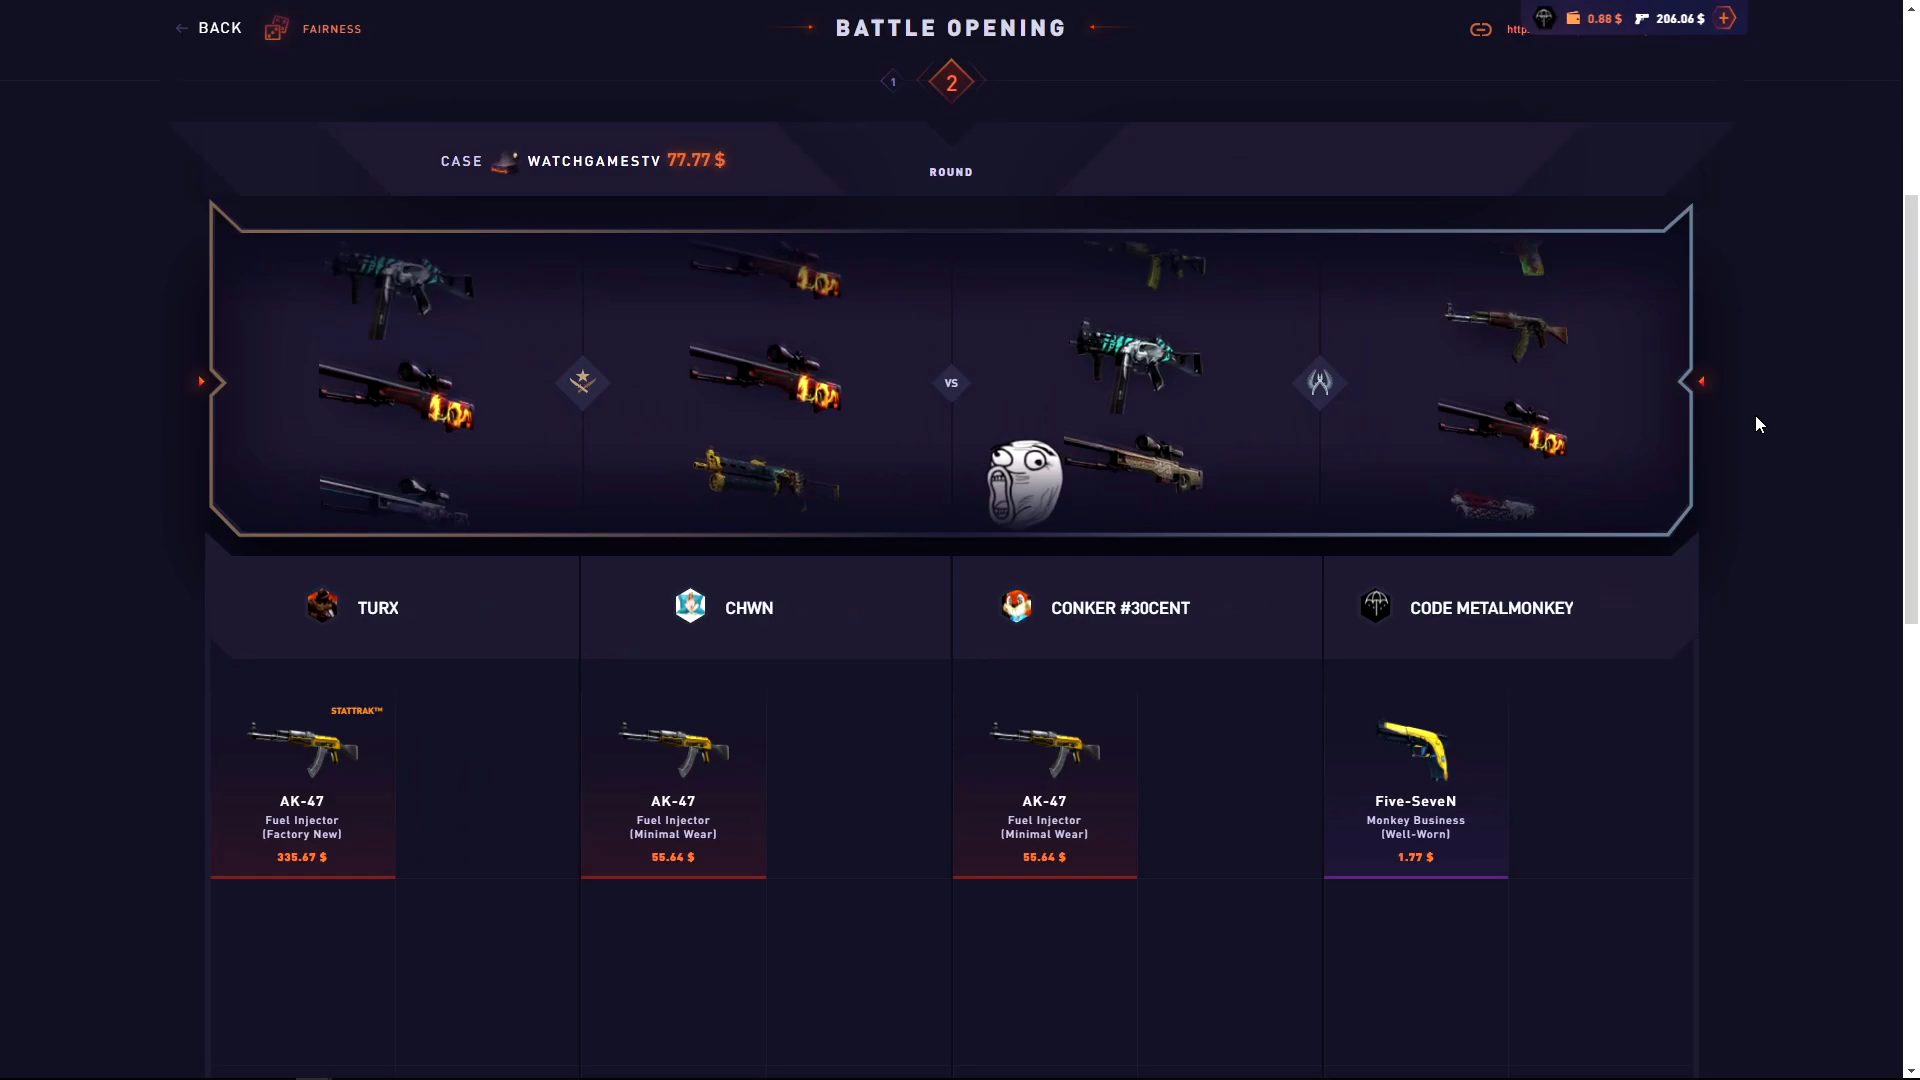 BACK
FAIRNESS
BATTLE OPENING
http:
0.88 $
206.06 $
1
2
CASE WATCHGAMESTV 77.77 $
ROUND
VS
TURX
CHWN
CONKER #30CENT
CODE METALMONKEY
STATTRAK™
AK-47
Fuel Injector
(Factory New)
335.67 $
AK-47
Fuel Injector
(Minimal Wear)
55.64 $
AK-47
Fuel Injector
(Minimal Wear)
55.64 $
Five-SeveN
Monkey Business
(Well-Worn)
1.77 $